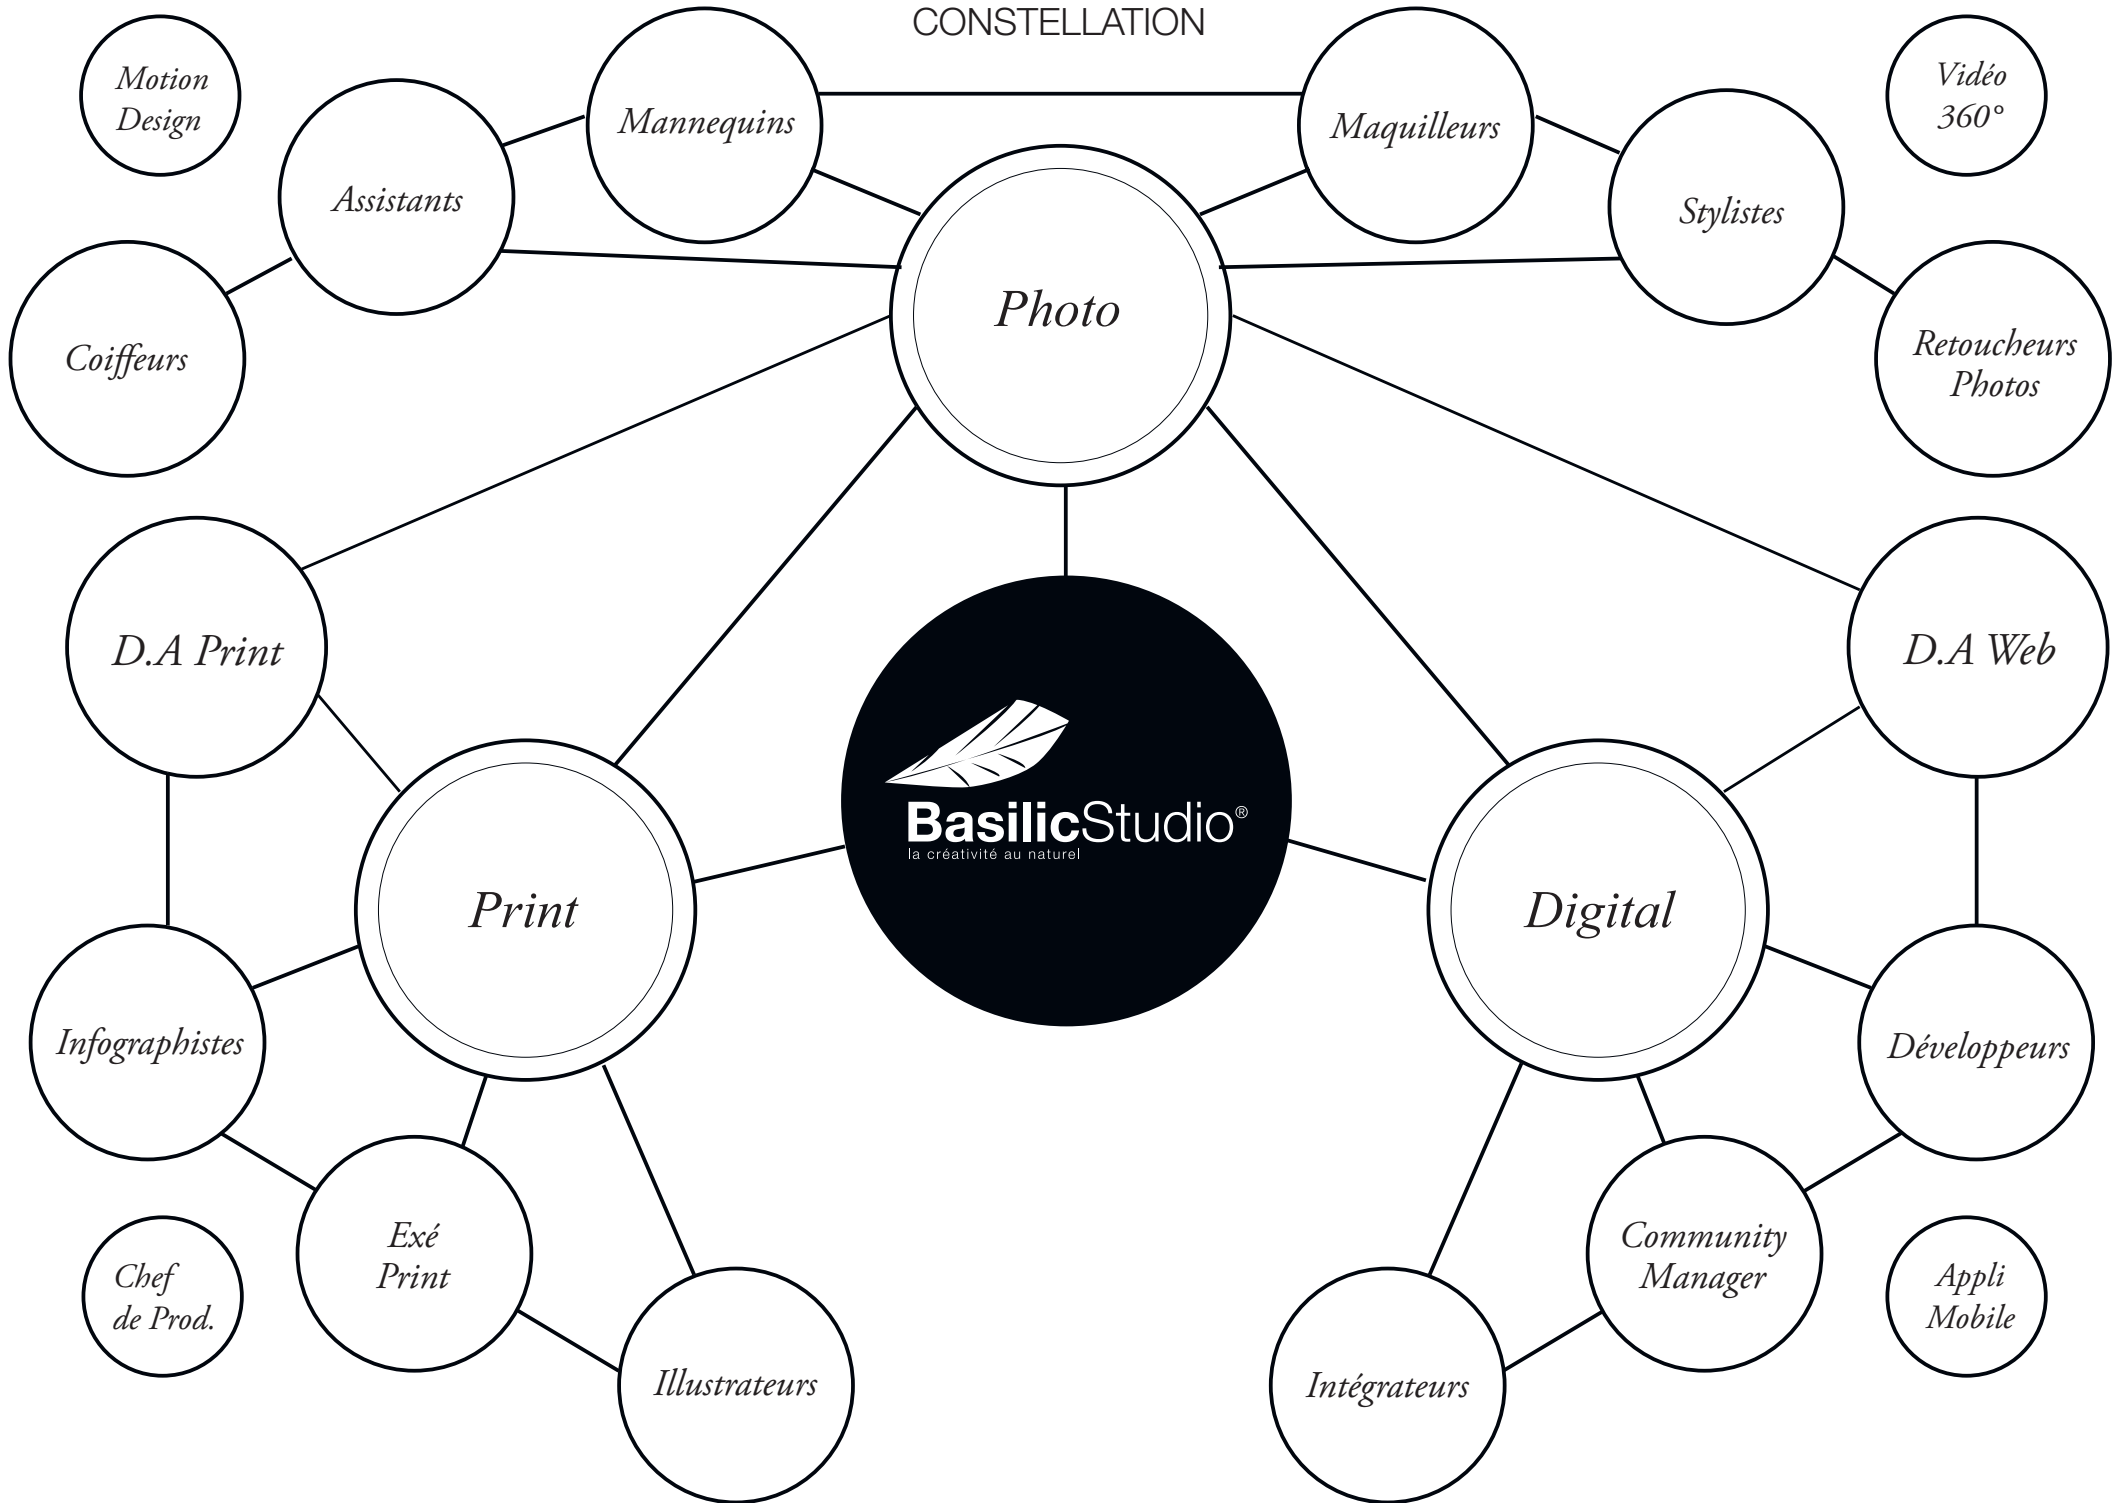 CONSTELLATION
Motion
Design
Mannequins
Maquilleurs
Vidéo
360°
Assistants
Stylistes
Photo
Coiffeurs
Retoucheurs
Photos
D.A Print
D.A Web
BasilicStudio®
la créativité au naturel
Print
Digital
Infographistes
Développeurs
Exé
Print
Community
Manager
Chef
de Prod.
Appli
Mobile
Illustrateurs
Intégrateurs